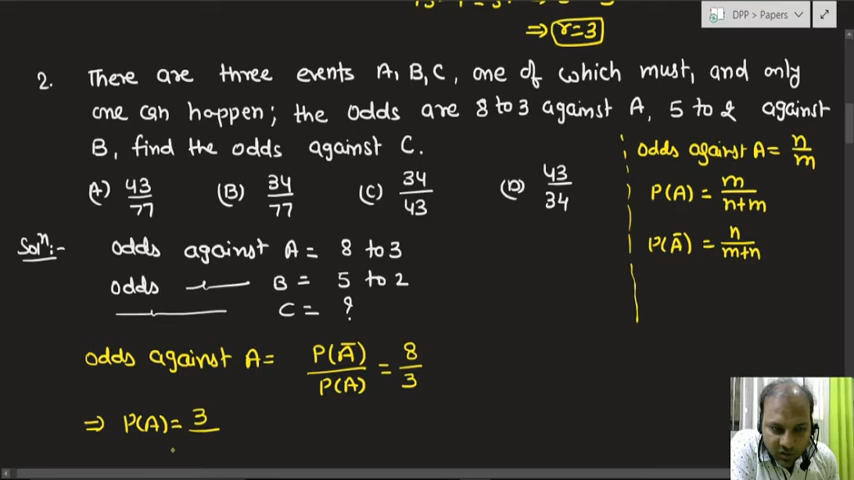 DPP > Papers
⇒ r=3
2. There are three events A, B, C, one of which must, and only
one can happen; the odds are 8 to 3 against A, 5 to 2 against
B, find the odds against C.
(A) 43/77 (B) 34/77 (C) 34/43 (D) 43/34
odds against A = n/m
P(A) = m/n+m
P(Ā) = n/m+n
Solⁿ:- odds against A = 8 to 3
odds B = 5 to 2
C = ?
odds against A = P(Ā)/P(A) = 8/3
⇒ P(A) = 3